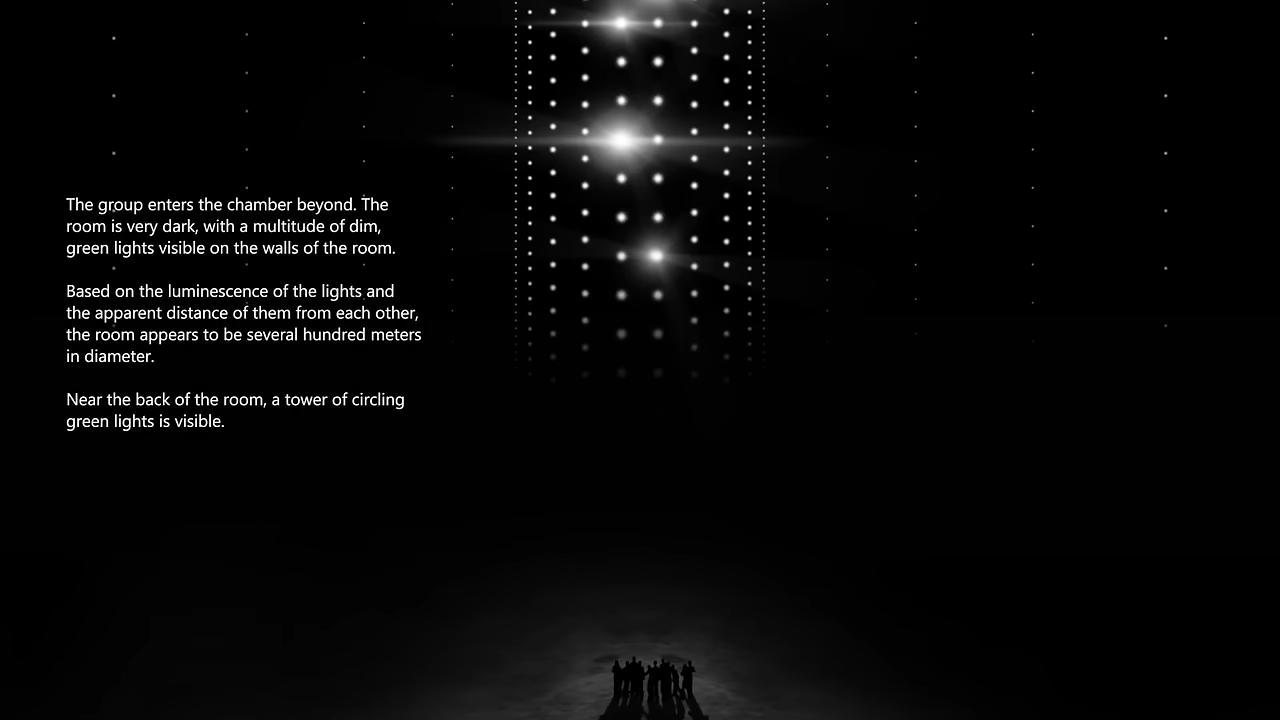 The group enters the chamber beyond. The
room is very dark, with a multitude of dim,
green lights visible on the walls of the room.
Based on the luminescence of the lights and
the apparent distance of them from each other,
the room appears to be several hundred meters
in diameter.
Near the back of the room, a tower of circling
green lights is visible.